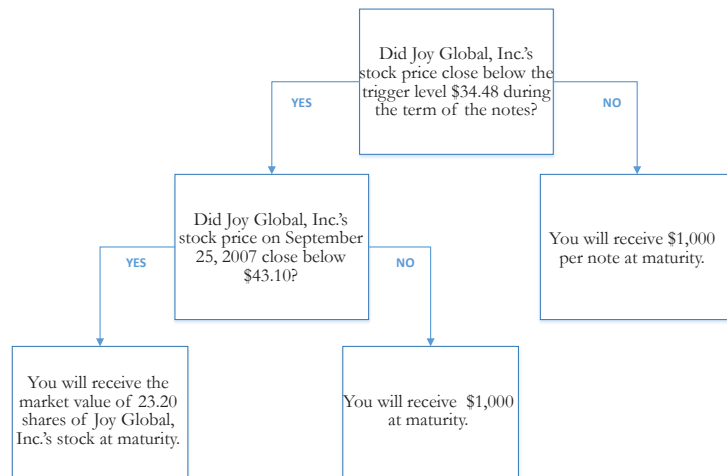 Did Joy Global, Inc.'s
stock price close below the
trigger level $34.48 during
the term of the notes?
YES
NO
Did Joy Global, Inc.'s
stock price on September
25, 2007 close below
$43.10?
You will receive $1,000
per note at maturity.
YES
NO
You will receive the
market value of 23.20
shares of Joy Global,
Inc.'s stock at maturity.
You will receive $1,000
at maturity.